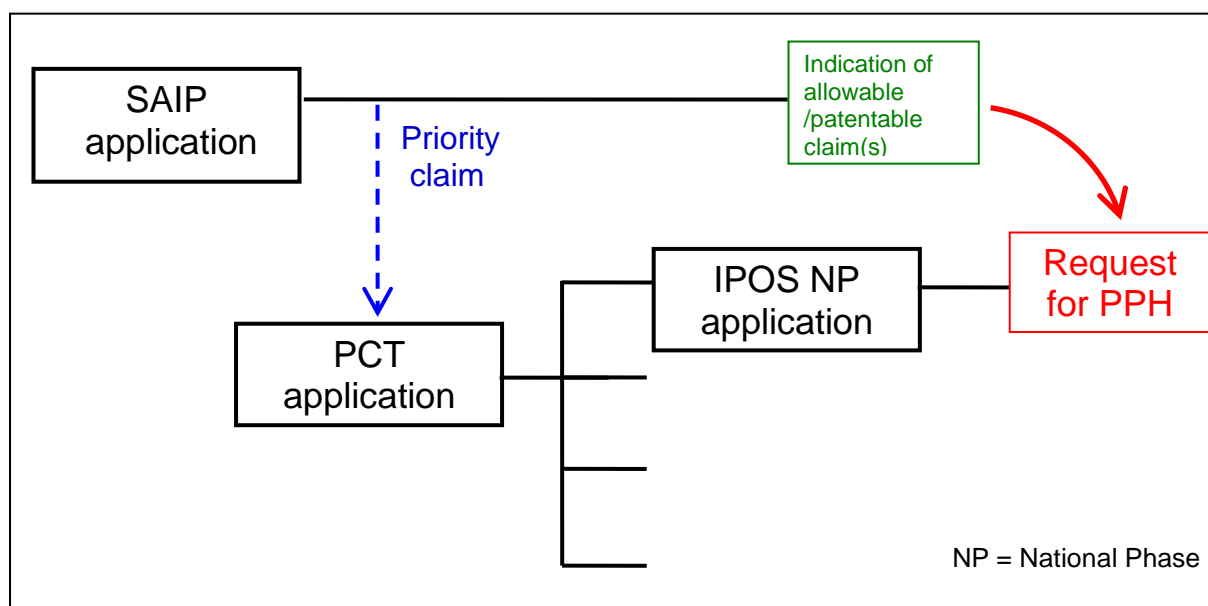 SAIP
application
Indication of
allowable
/patentable
claim(s)
Priority
claim
IPOS NP
application
Request
for PPH
PCT
application
NP = National Phase